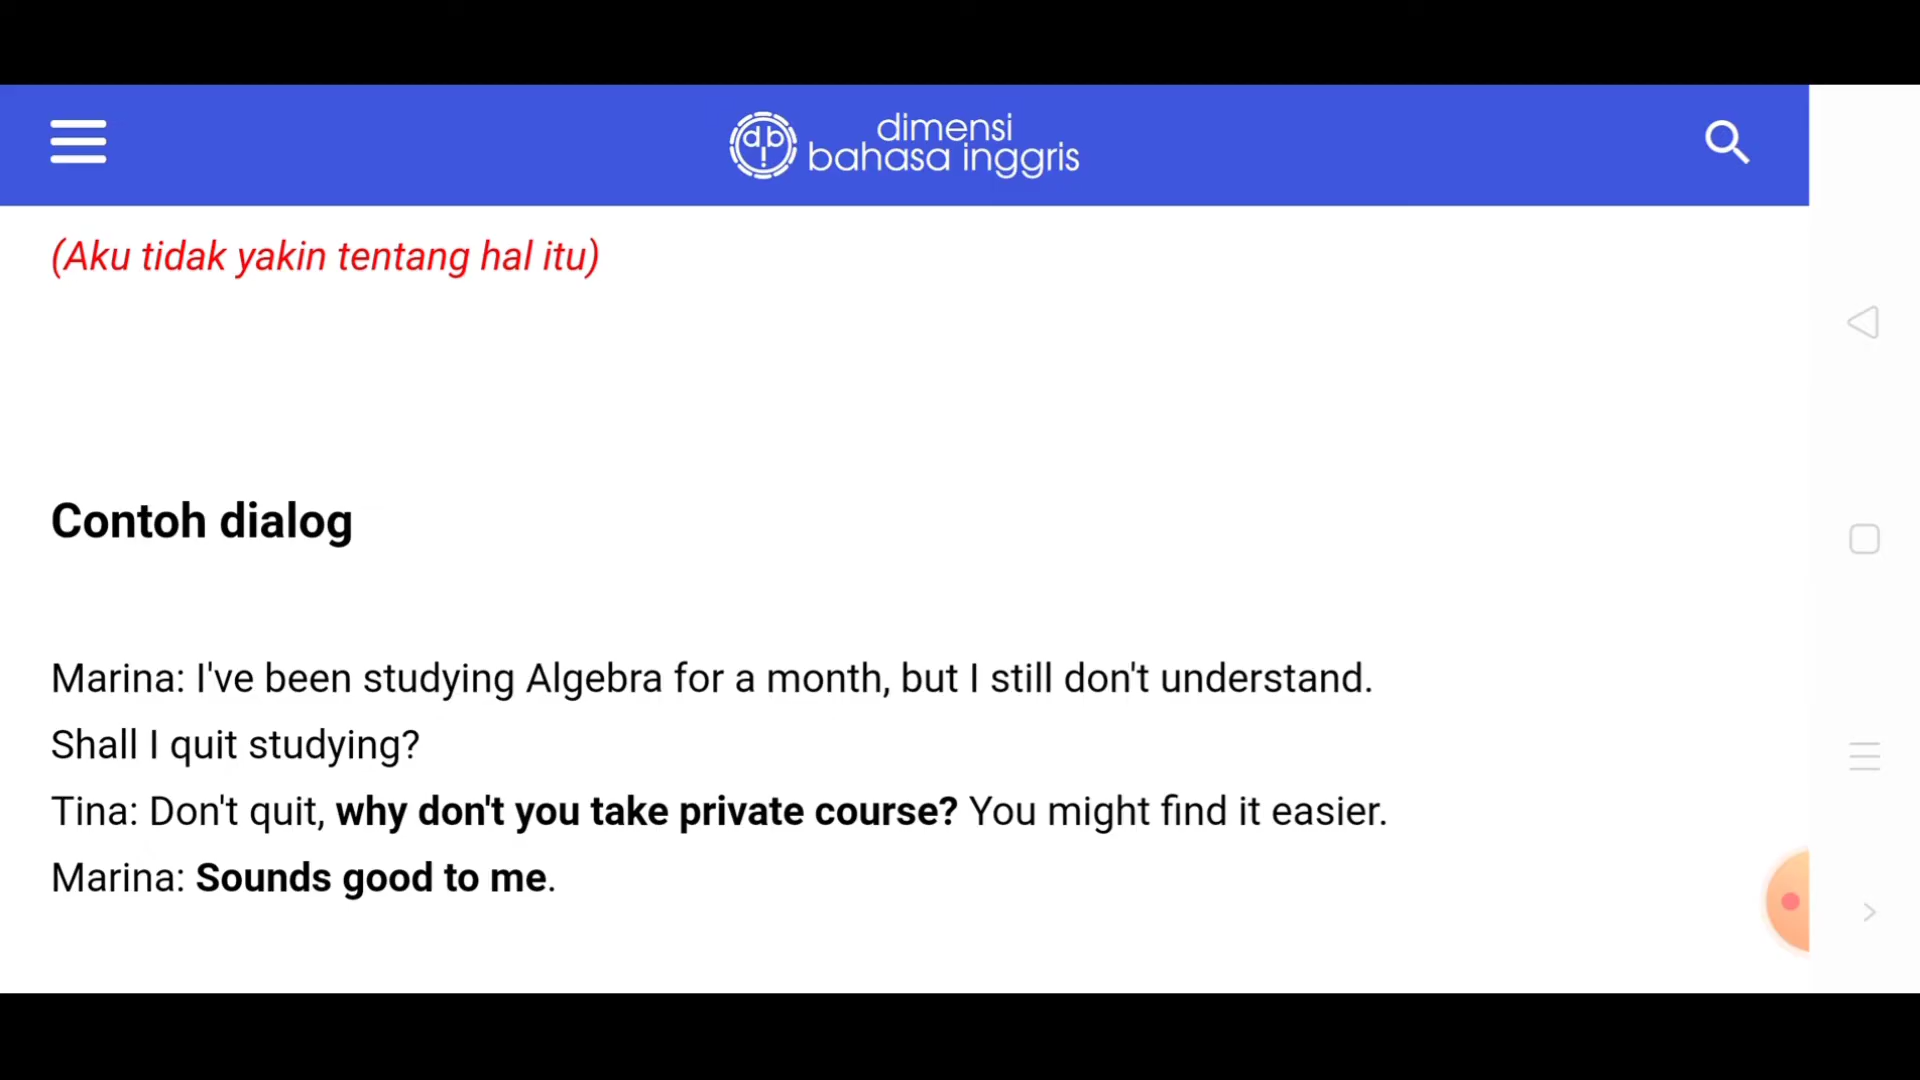 dimensi
d b
!
bahasa inggris
(Aku tidak yakin tentang hal itu)
Contoh dialog
Marina: I've been studying Algebra for a month, but I still don't understand.
Shall I quit studying?
Tina: Don't quit, why don't you take private course? You might find it easier.
Marina: Sounds good to me.